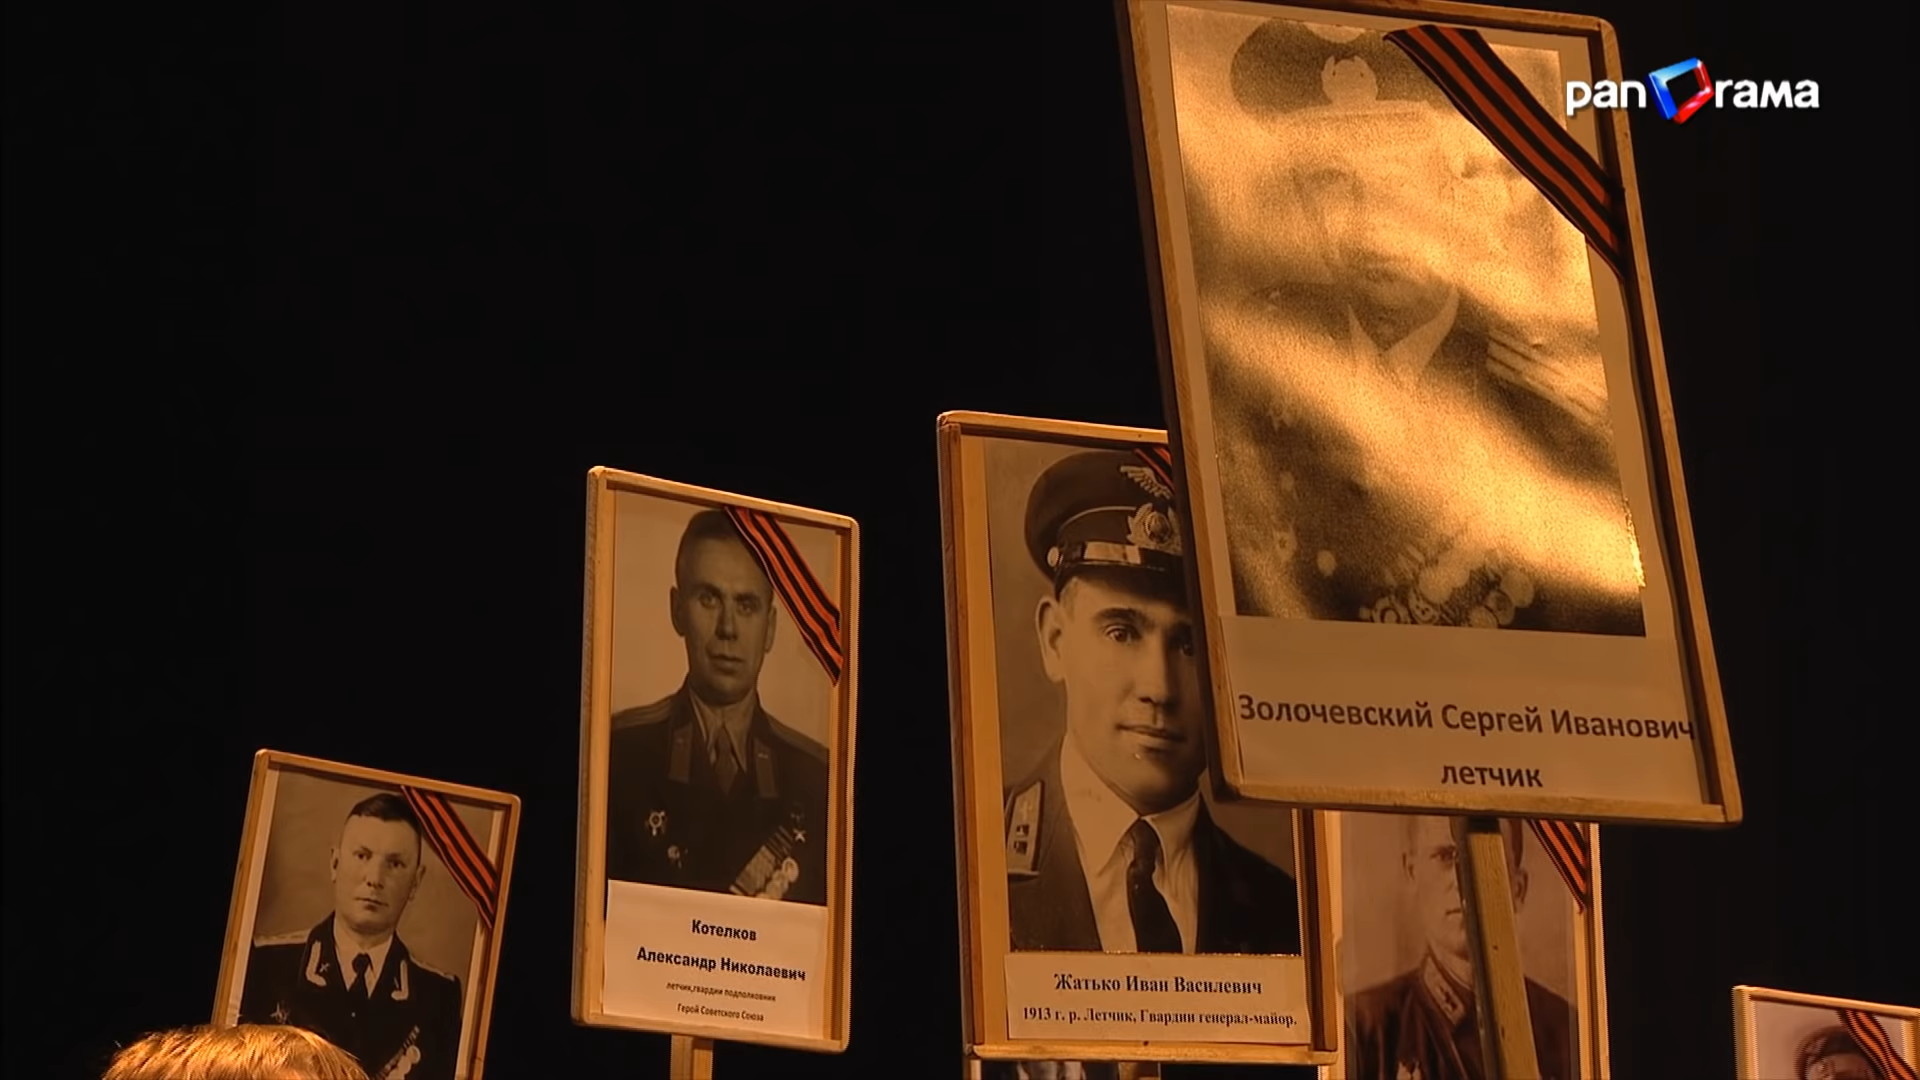 panorама
Золочевский Сергей Иванович
летчик
Котелков
Александр Николаевич
летчик,гвардии подполковник
Герой Советского Союза
Жатько Иван Василевич
1913 г. р. Летчик, Гвардии генерал-майор.